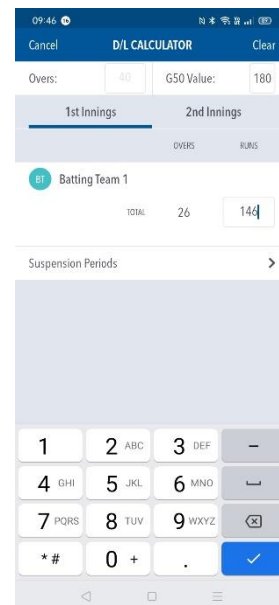 09:46 16
Cancel D/L CALCULATOR Clear
Overs: 40 G50 Value: 180
1st Innings 2nd Innings
OVERS RUNS
BT Batting Team 1
TOTAL 26 146
Suspension Periods >
1 2 ABC 3 DEF –
4 GHI 5 JKL 6 MNO
7 PQRS 8 TUV 9 WXYZ
* # 0 + .